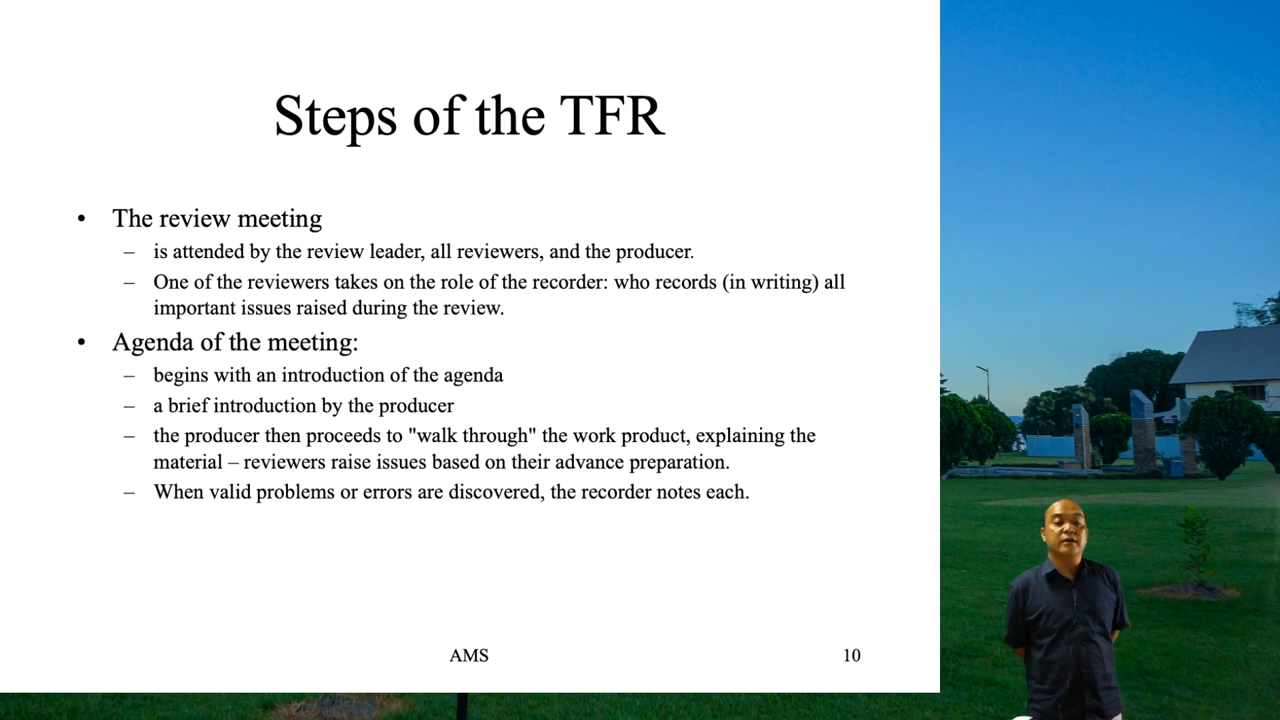 Steps of the TFR
• The review meeting
– is attended by the review leader, all reviewers, and the producer.
– One of the reviewers takes on the role of the recorder: who records (in writing) all
important issues raised during the review.
• Agenda of the meeting:
– begins with an introduction of the agenda
– a brief introduction by the producer
– the producer then proceeds to "walk through" the work product, explaining the
material – reviewers raise issues based on their advance preparation.
– When valid problems or errors are discovered, the recorder notes each.
AMS
10